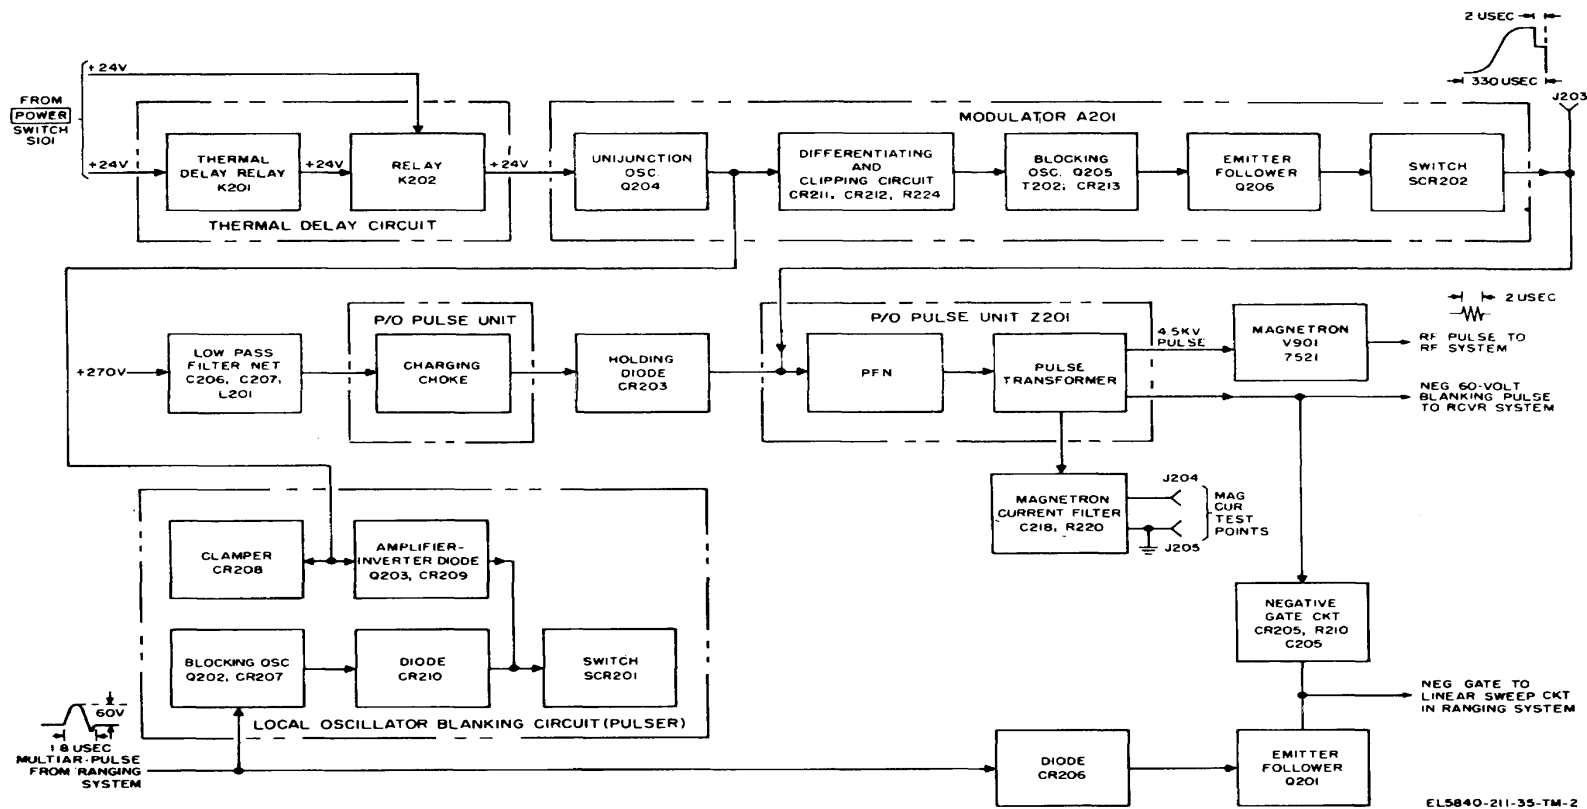 2 USEC
330 USEC
J203
+24V
FROM
POWER
SWITCH
S101
+24V
THERMAL
DELAY RELAY
K201
+24V
RELAY
K202
+24V
THERMAL DELAY CIRCUIT
MODULATOR A201
UNIJUNCTION
OSC.
Q204
DIFFERENTIATING
AND
CLIPPING CIRCUIT
CR211, CR212, R224
BLOCKING
OSC. Q205
T202, CR213
EMITTER
FOLLOWER
Q206
SWITCH
SCR202
+270V
LOW PASS
FILTER NET
C206, C207,
L201
P/O PULSE UNIT
CHARGING
CHOKE
HOLDING
DIODE
CR203
P/O PULSE UNIT Z201
PFN
PULSE
TRANSFORMER
4.5KV
PULSE
MAGNETRON
V901
7521
2 USEC
RF PULSE TO
RF SYSTEM
NEG 60-VOLT
BLANKING PULSE
TO RCVR SYSTEM
MAGNETRON
CURRENT FILTER
C218, R220
J204
J205
MAG
CUR
TEST
POINTS
CLAMPER
CR208
AMPLIFIER-
INVERTER DIODE
Q203, CR209
BLOCKING OSC
Q202, CR207
DIODE
CR210
SWITCH
SCR201
LOCAL OSCILLATOR BLANKING CIRCUIT (PULSER)
60V
1.8 USEC
MULTIAR-PULSE
FROM RANGING
SYSTEM
NEGATIVE
GATE CKT
CR205, R210
C205
NEG GATE TO
LINEAR SWEEP CKT
IN RANGING SYSTEM
DIODE
CR206
EMITTER
FOLLOWER
Q201
EL5840-211-35-TM-2